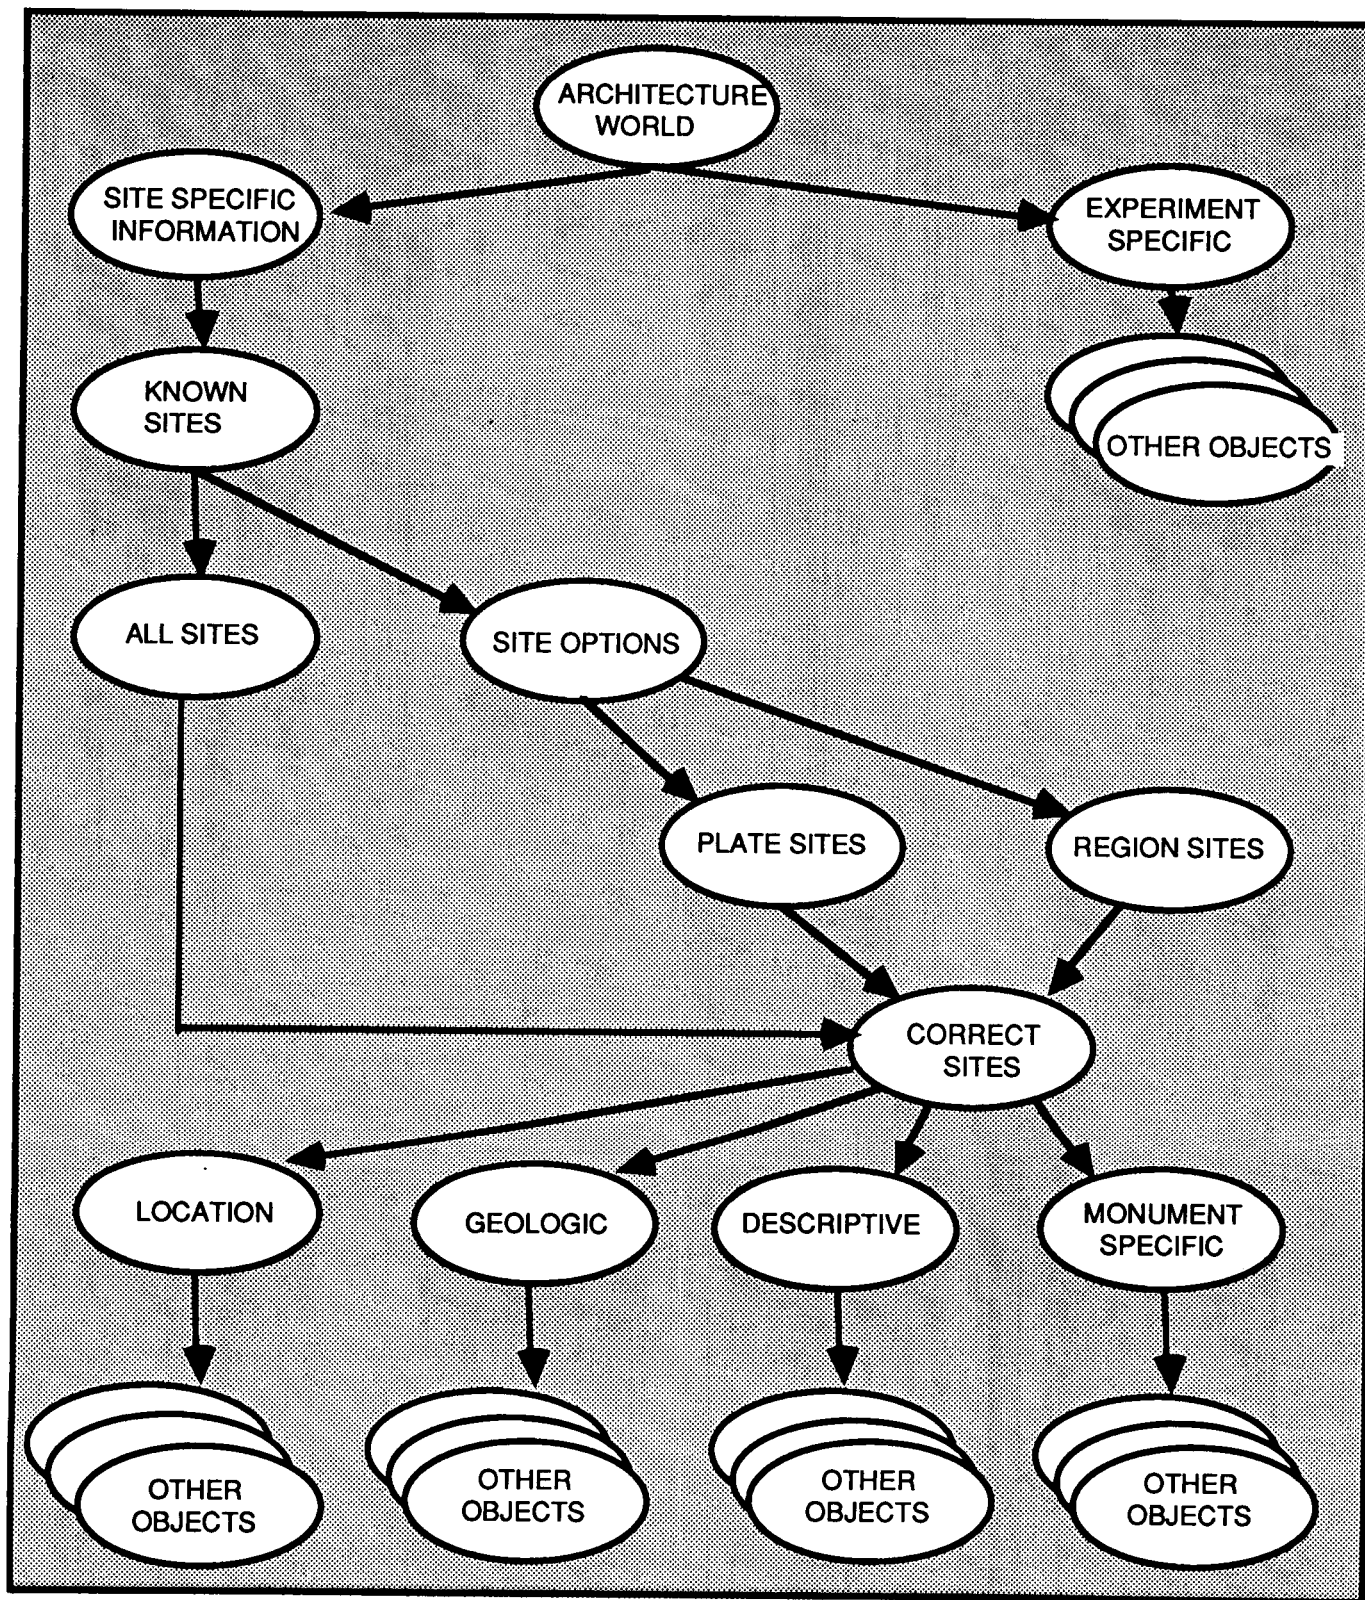 ARCHITECTURE
WORLD
SITE SPECIFIC
INFORMATION
EXPERIMENT
SPECIFIC
KNOWN
SITES
OTHER OBJECTS
ALL SITES
SITE OPTIONS
PLATE SITES
REGION SITES
CORRECT
SITES
LOCATION
GEOLOGIC
DESCRIPTIVE
MONUMENT
SPECIFIC
OTHER
OBJECTS
OTHER
OBJECTS
OTHER
OBJECTS
OTHER
OBJECTS